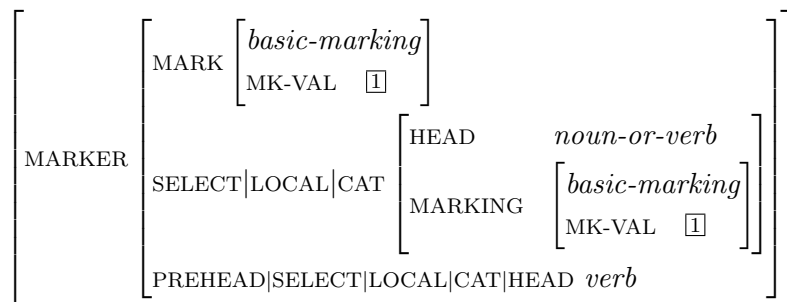 MARK basic-marking
MK-VAL 1
MARKER SELECT|LOCAL|CAT HEAD noun-or-verb
MARKING basic-marking
MK-VAL 1
PREHEAD|SELECT|LOCAL|CAT|HEAD verb